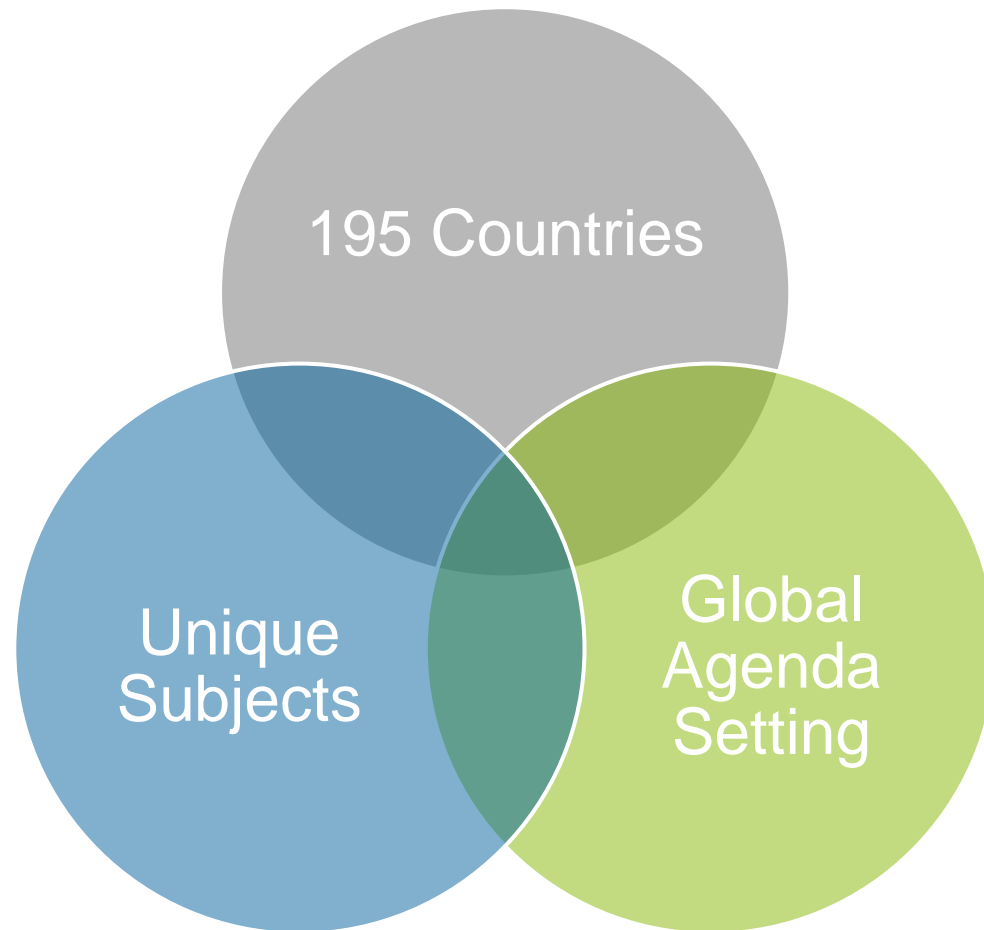 195 Countries
Unique
Subjects
Global
Agenda
Setting